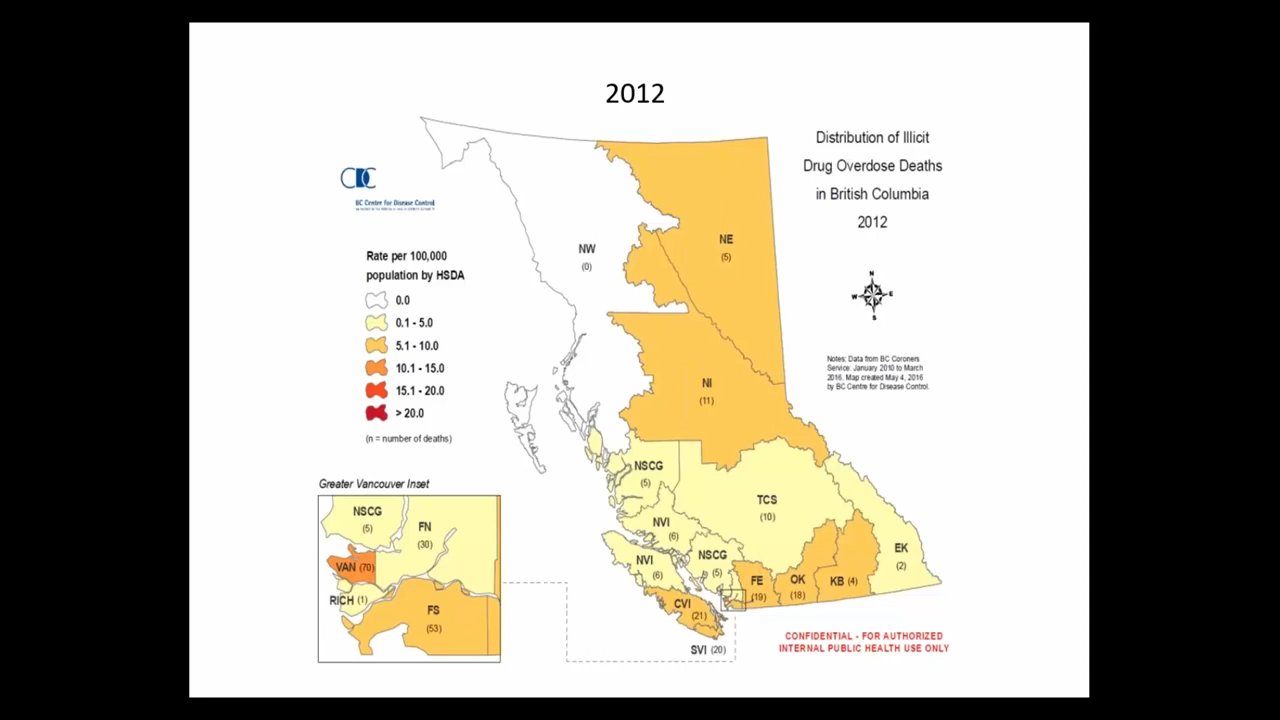 2012
Distribution of Illicit
Drug Overdose Deaths
in British Columbia
2012
CDC
BC Centre for Disease Control
Rate per 100,000
population by HSDA
0.0
0.1 - 5.0
5.1 - 10.0
10.1 - 15.0
15.1 - 20.0
> 20.0
(n = number of deaths)
NW
(0)
NE
(5)
N
W
E
S
Notes: Data from BC Coroners
Service: January 2010 to March
2016. Map created May 4, 2016
by BC Centre for Disease Control.
NI
(11)
NSCG
(5)
TCS
(10)
NVI
(6)
NSCG
(5)
NVI
(6)
EK
(2)
FE
(19)
OK
(18)
KB (4)
CVI
(21)
SVI (20)
Greater Vancouver Inset
NSCG
(5)
FN
(30)
VAN (70)
RICH (1)
FS
(53)
CONFIDENTIAL - FOR AUTHORIZED
INTERNAL PUBLIC HEALTH USE ONLY